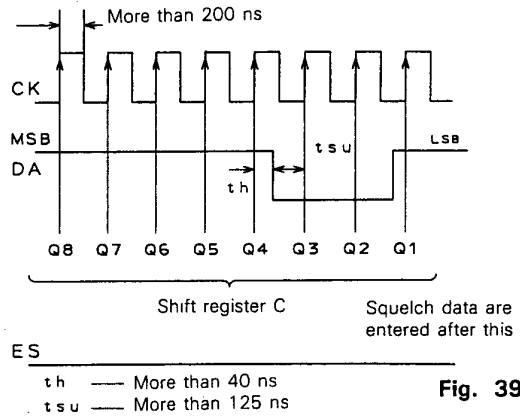 More than 200 ns
CK
MSB
LSB
DA
tsu
th
Q8 Q7 Q6 Q5 Q4 Q3 Q2 Q1
Shift register C
Squelch data are
entered after this
ES
th — More than 40 ns
tsu — More than 125 ns
Fig. 39